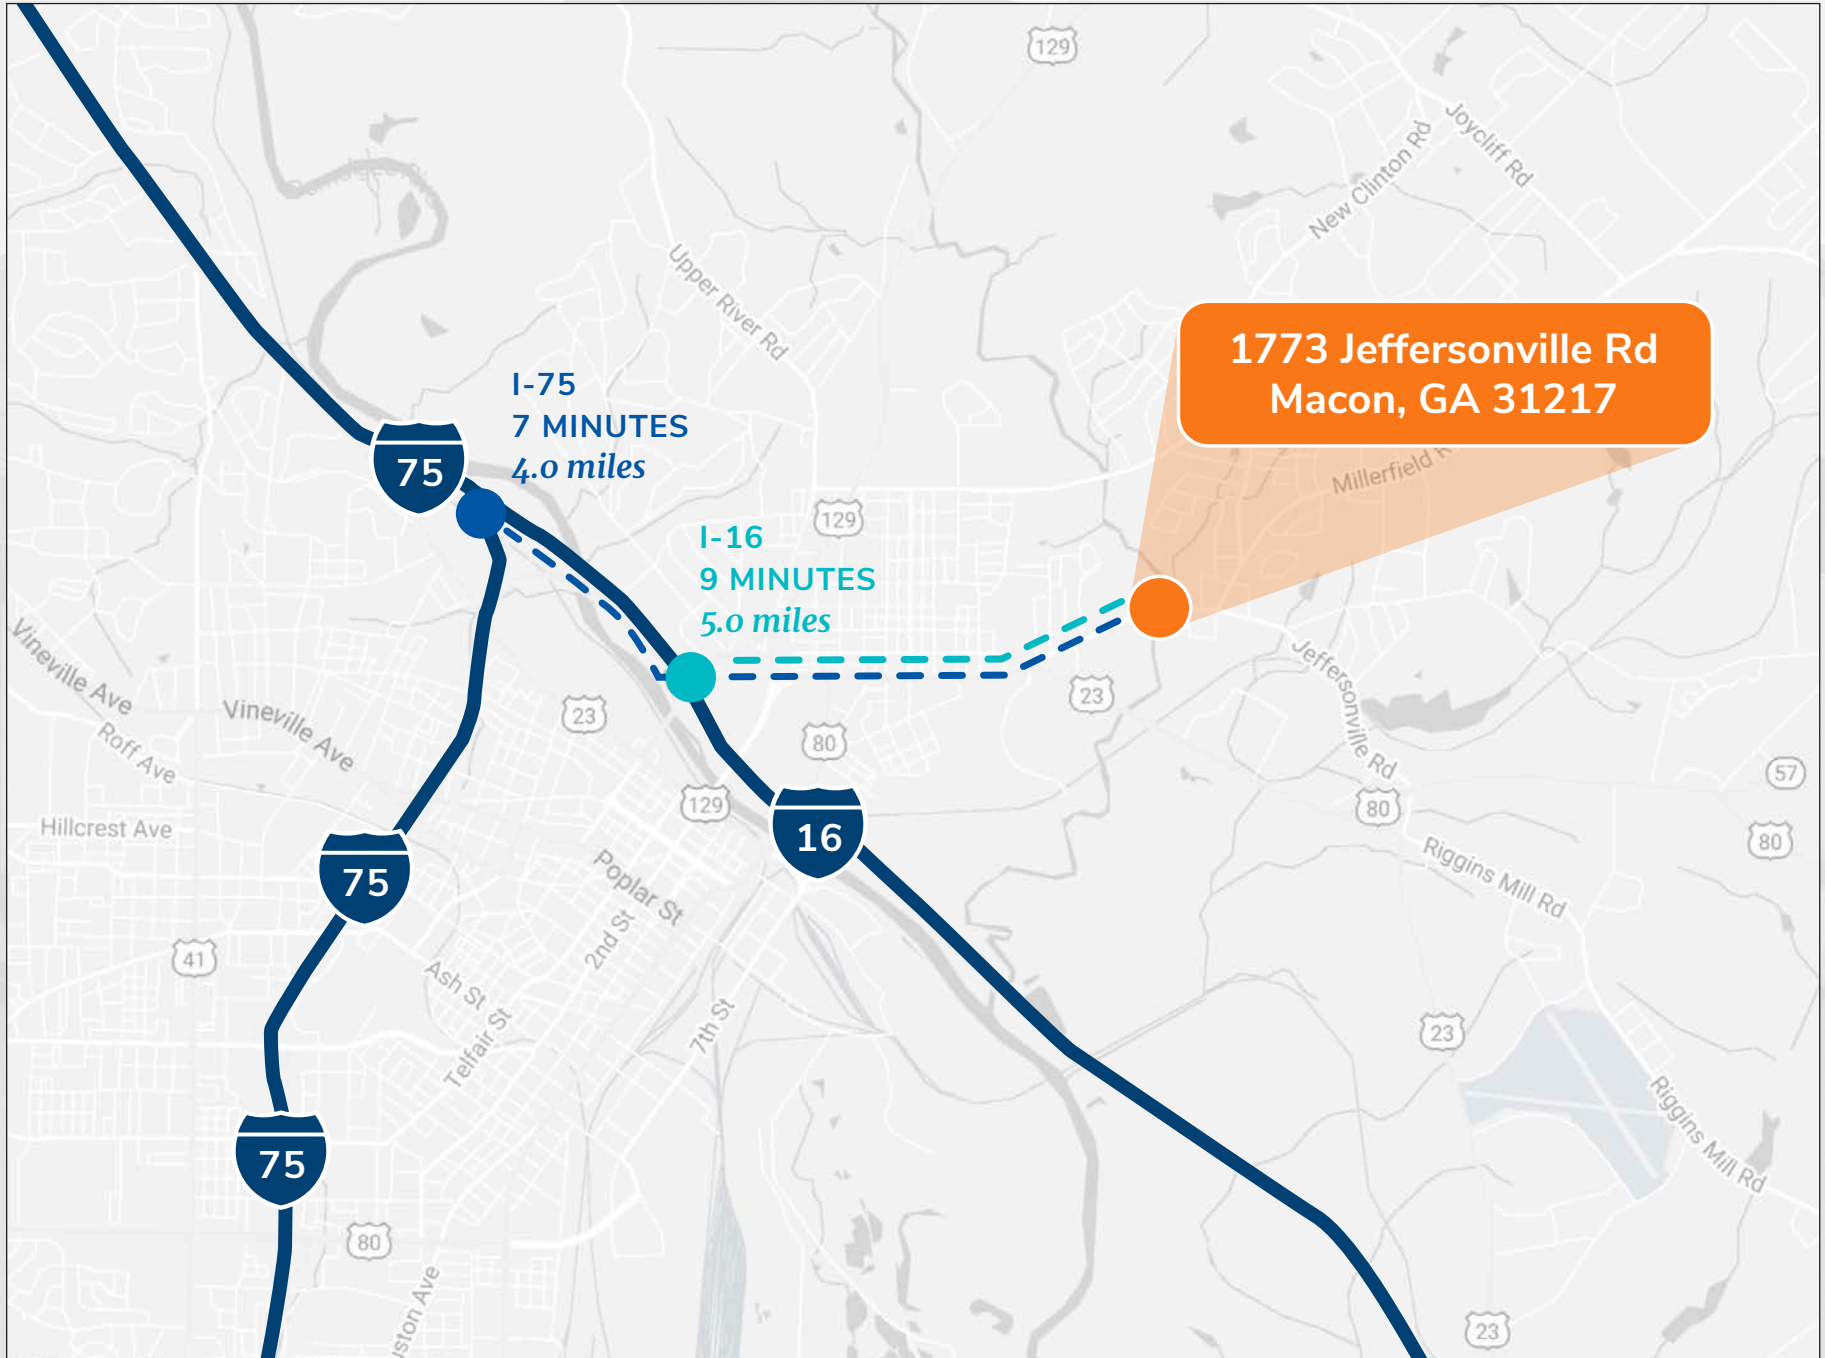 129
Joycliff Rd
New Clinton Rd
Upper River Rd
1773 Jeffersonville Rd
Macon, GA 31217
I-75
7 MINUTES
4.0 miles
75
Millerfield
129
I-16
9 MINUTES
5.0 miles
Vineville Ave
Vineville Ave
Roff Ave
23
23
80
Jeffersonville Rd
57
129
80
80
Hillcrest Ave
16
75
Poplar St
Riggins Mill Rd
2nd St
41
Ash St
7th St
Telfair St
23
Riggins Mill Rd
75
80
23